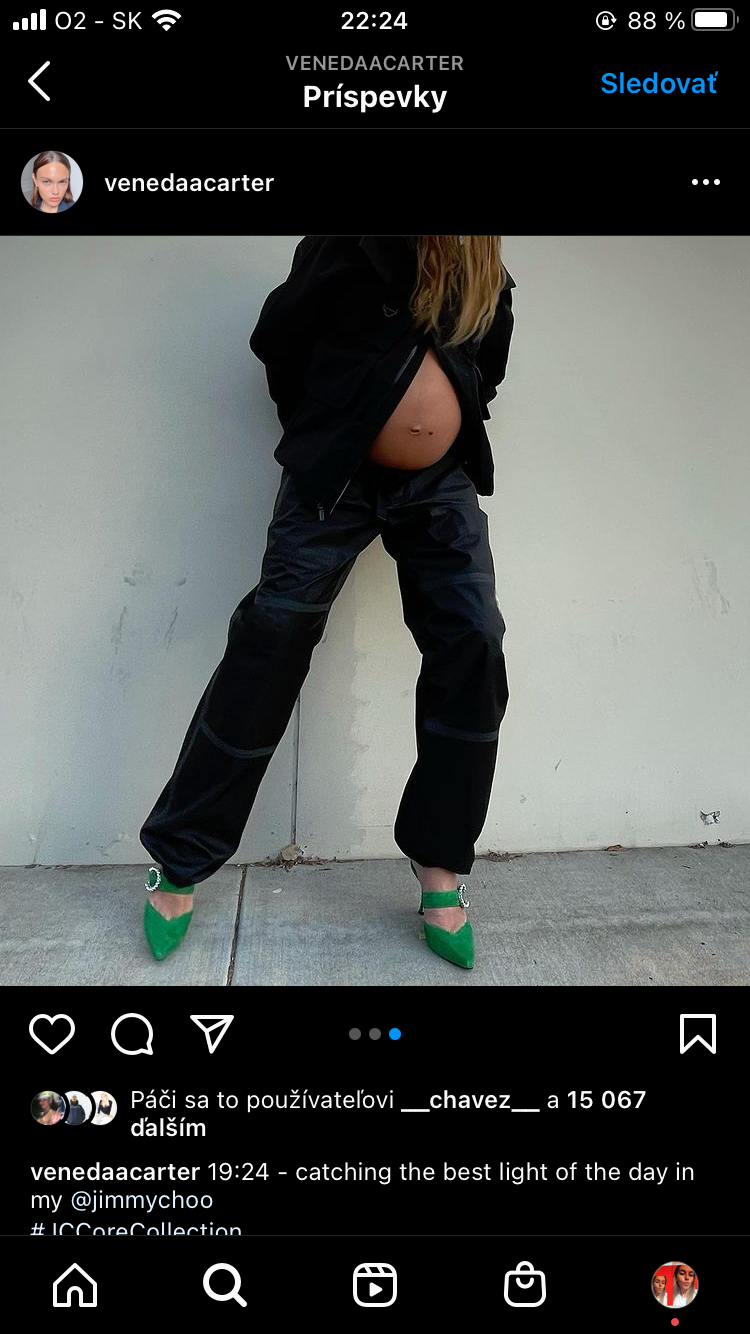 O2 - SK 22:24 88 %
VENEDAACARTER
Príspevky
Sledovať
venedaacarter
Páči sa to používateľovi __chavez__ a 15 067
ďalším
venedaacarter 19:24 - catching the best light of the day in
my @jimmychoo
#JCCoreCollection